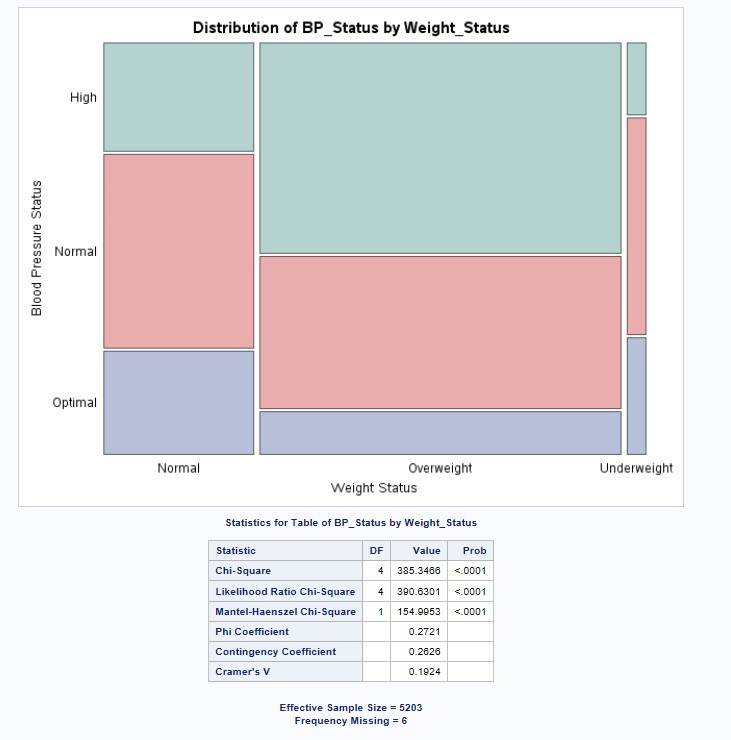 Distribution of BP_Status by Weight_Status
High
Normal
Optimal
Blood Pressure Status
Normal Overweight Underweight
Weight Status
Statistics for Table of BP_Status by Weight_Status
Statistic DF Value Prob
Chi-Square 4 385.3466 <.0001
Likelihood Ratio Chi-Square 4 390.6301 <.0001
Mantel-Haenszel Chi-Square 1 154.9953 <.0001
Phi Coefficient 0.2721
Contingency Coefficient 0.2626
Cramer's V 0.1924
Effective Sample Size = 5203
Frequency Missing = 6